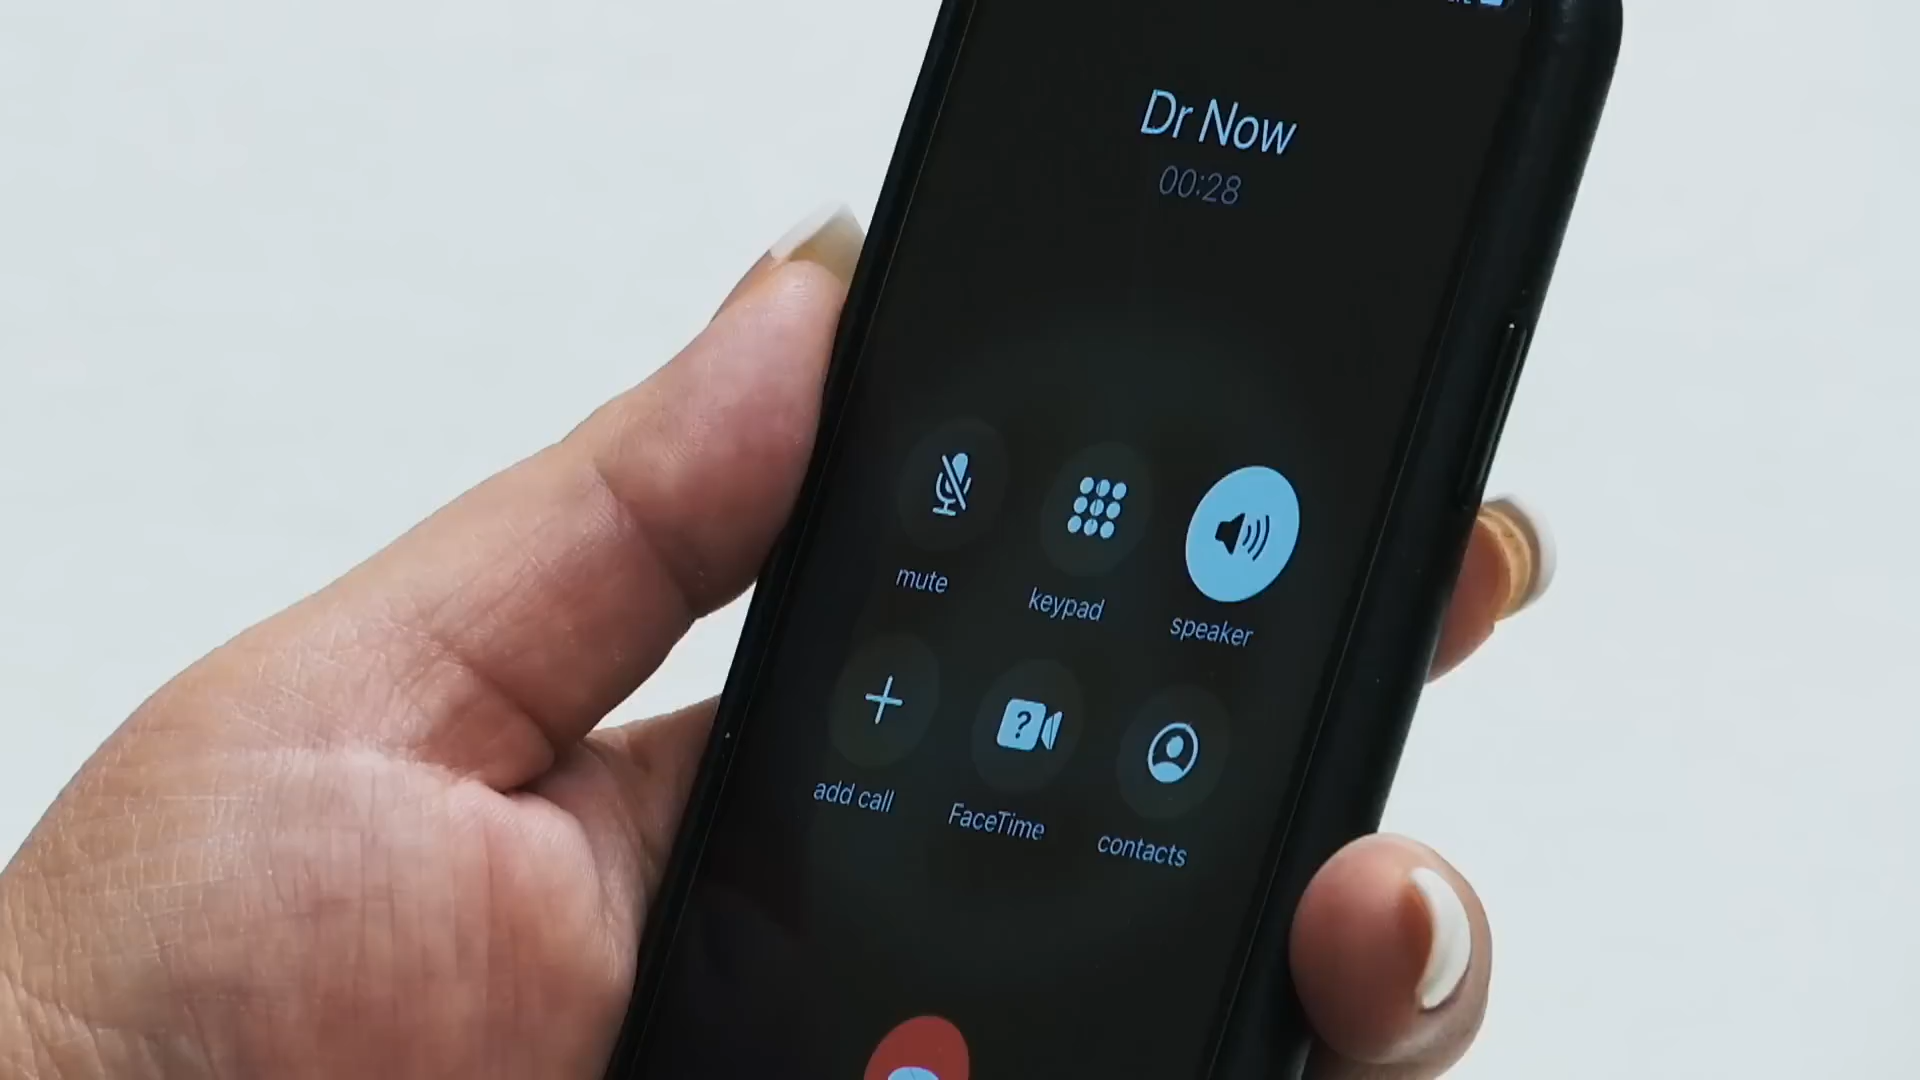 Dr Now
00:28
mute
keypad
speaker
add call
FaceTime
contacts